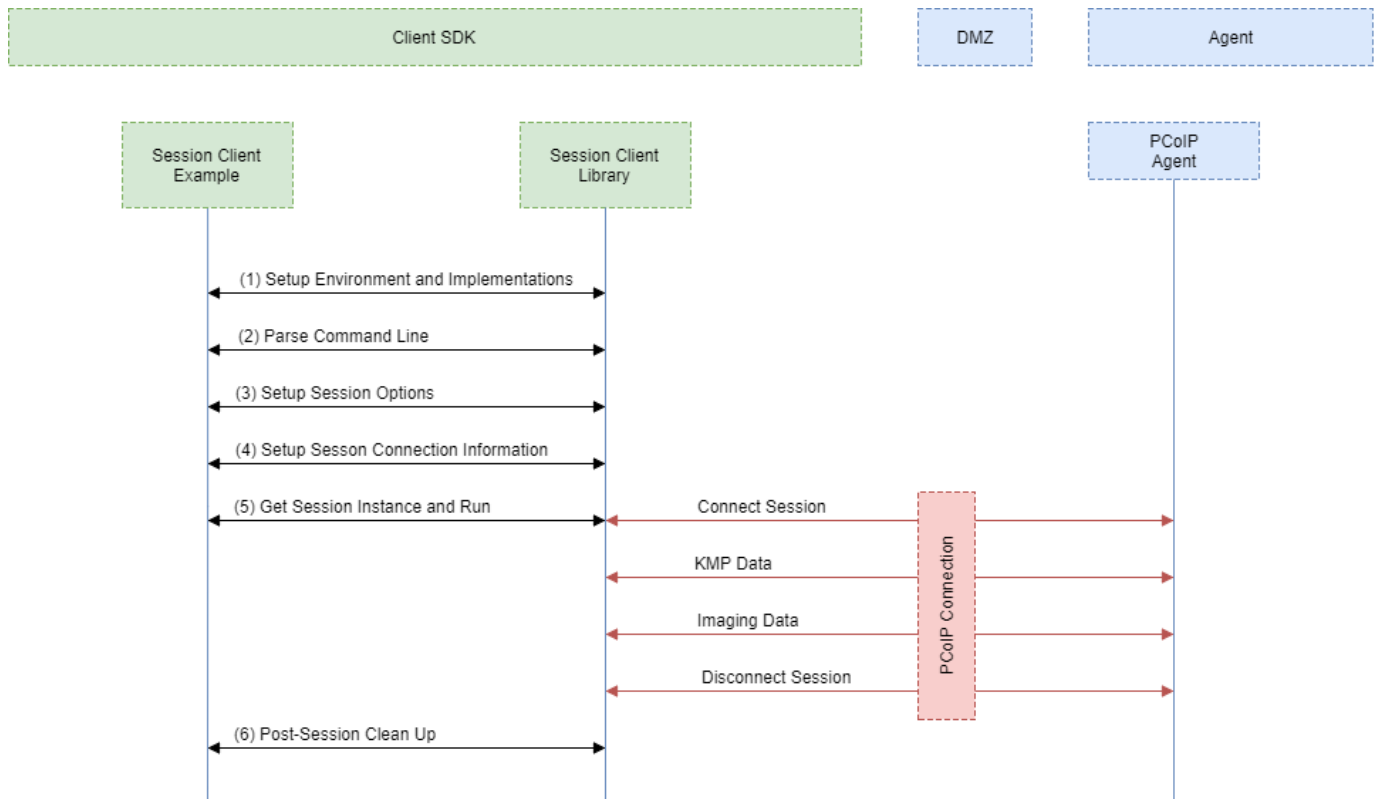 Client SDK
DMZ
Agent
Session Client
Example
Session Client
Library
PCoIP
Agent
(1) Setup Environment and Implementations
(2) Parse Command Line
(3) Setup Session Options
(4) Setup Sesson Connection Information
(5) Get Session Instance and Run
Connect Session
KMP Data
Imaging Data
Disconnect Session
PCoIP Connection
(6) Post-Session Clean Up